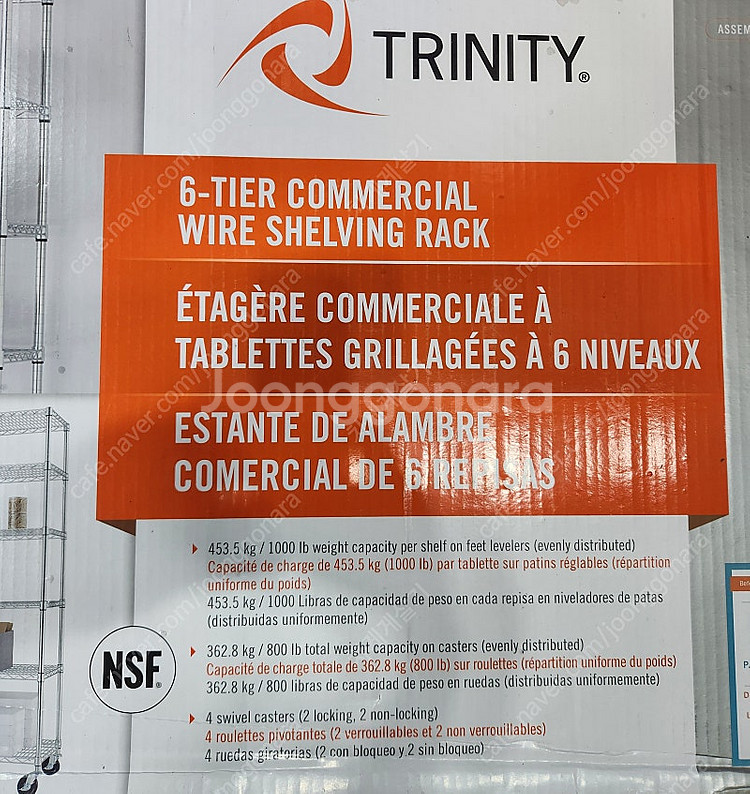 TRINITY®
ASSEM
6-TIER COMMERCIAL
WIRE SHELVING RACK
ÉTAGÈRE COMMERCIALE À
TABLETTES GRILLAGÉES À 6 NIVEAUX
Joonggonara
ESTANTE DE ALAMBRE
COMERCIAL DE 6 REPISAS
453.5 kg / 1000 lb weight capacity per shelf on feet levelers (evenly distributed)
Capacité de charge de 453.5 kg (1000 lb) par tablette sur patins réglables (répartition
uniforme du poids)
453.5 kg / 1000 Libras de capacidad de peso en cada repisa en niveladores de patas
(distribuidas uniformemente)
NSF®
362.8 kg / 800 lb total weight capacity on casters (evenly distributed)
Capacité de charge totale de 362.8 kg (800 lb) sur roulettes (répartition uniforme du poids)
362.8 kg / 800 libras de capacidad de peso en ruedas (distribuidas uniformemente)
4 swivel casters (2 locking, 2 non-locking)
4 roulettes pivotantes (2 verrouillables et 2 non verrouillables)
4 ruedas giratorias (2 con bloqueo y 2 sin bloqueo)
cafe.naver.com/joonggonara